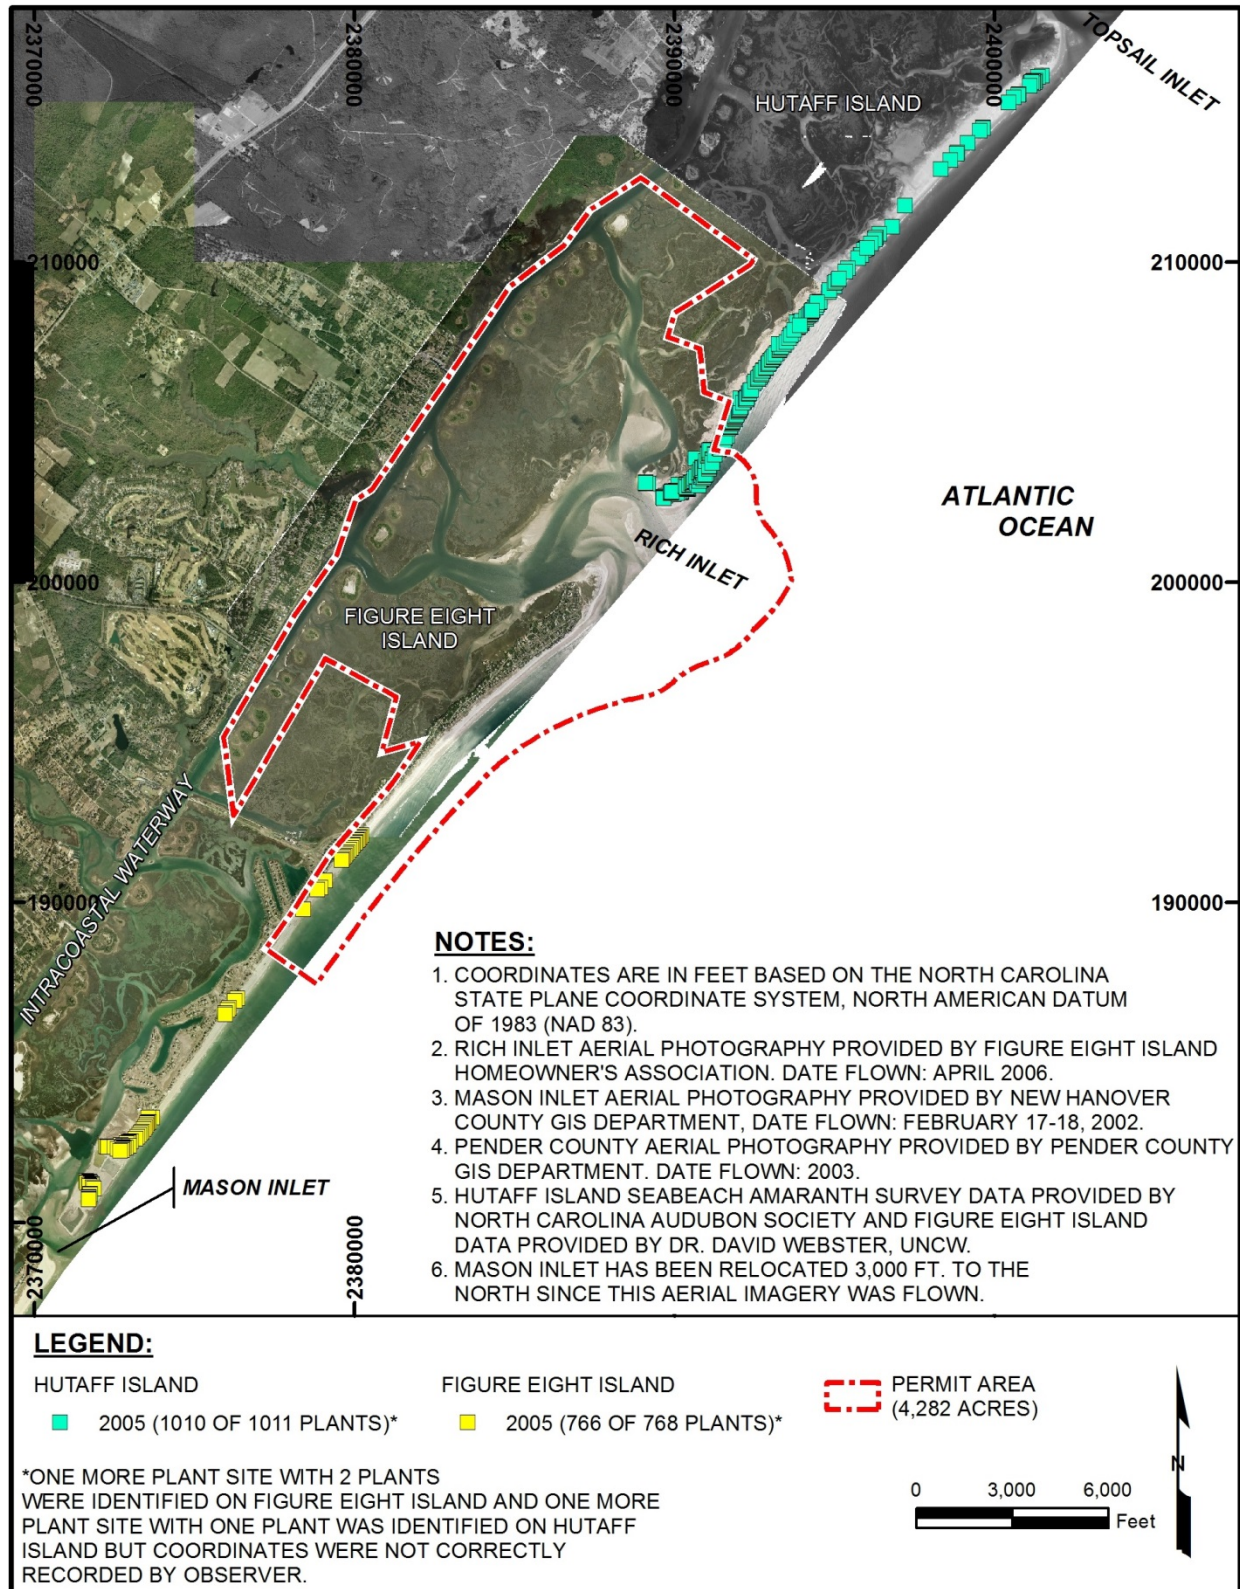 2370000
2380000
2390000
2400000
TOPSAIL INLET
HUTAFF ISLAND
210000
210000
ATLANTIC
OCEAN
RICH INLET
200000
200000
FIGURE EIGHT
ISLAND
INTRACOASTAL WATERWAY
190000
190000
MASON INLET
2370000
2380000
NOTES:
1. COORDINATES ARE IN FEET BASED ON THE NORTH CAROLINA
STATE PLANE COORDINATE SYSTEM, NORTH AMERICAN DATUM
OF 1983 (NAD 83).
2. RICH INLET AERIAL PHOTOGRAPHY PROVIDED BY FIGURE EIGHT ISLAND
HOMEOWNER'S ASSOCIATION. DATE FLOWN: APRIL 2006.
3. MASON INLET AERIAL PHOTOGRAPHY PROVIDED BY NEW HANOVER
COUNTY GIS DEPARTMENT, DATE FLOWN: FEBRUARY 17-18, 2002.
4. PENDER COUNTY AERIAL PHOTOGRAPHY PROVIDED BY PENDER COUNTY
GIS DEPARTMENT. DATE FLOWN: 2003.
5. HUTAFF ISLAND SEABEACH AMARANTH SURVEY DATA PROVIDED BY
NORTH CAROLINA AUDUBON SOCIETY AND FIGURE EIGHT ISLAND
DATA PROVIDED BY DR. DAVID WEBSTER, UNCW.
6. MASON INLET HAS BEEN RELOCATED 3,000 FT. TO THE
NORTH SINCE THIS AERIAL IMAGERY WAS FLOWN.
LEGEND:
HUTAFF ISLAND
2005 (1010 OF 1011 PLANTS)*
FIGURE EIGHT ISLAND
2005 (766 OF 768 PLANTS)*
PERMIT AREA
(4,282 ACRES)
*ONE MORE PLANT SITE WITH 2 PLANTS
WERE IDENTIFIED ON FIGURE EIGHT ISLAND AND ONE MORE
PLANT SITE WITH ONE PLANT WAS IDENTIFIED ON HUTAFF
ISLAND BUT COORDINATES WERE NOT CORRECTLY
RECORDED BY OBSERVER.
N
0 3,000 6,000
Feet